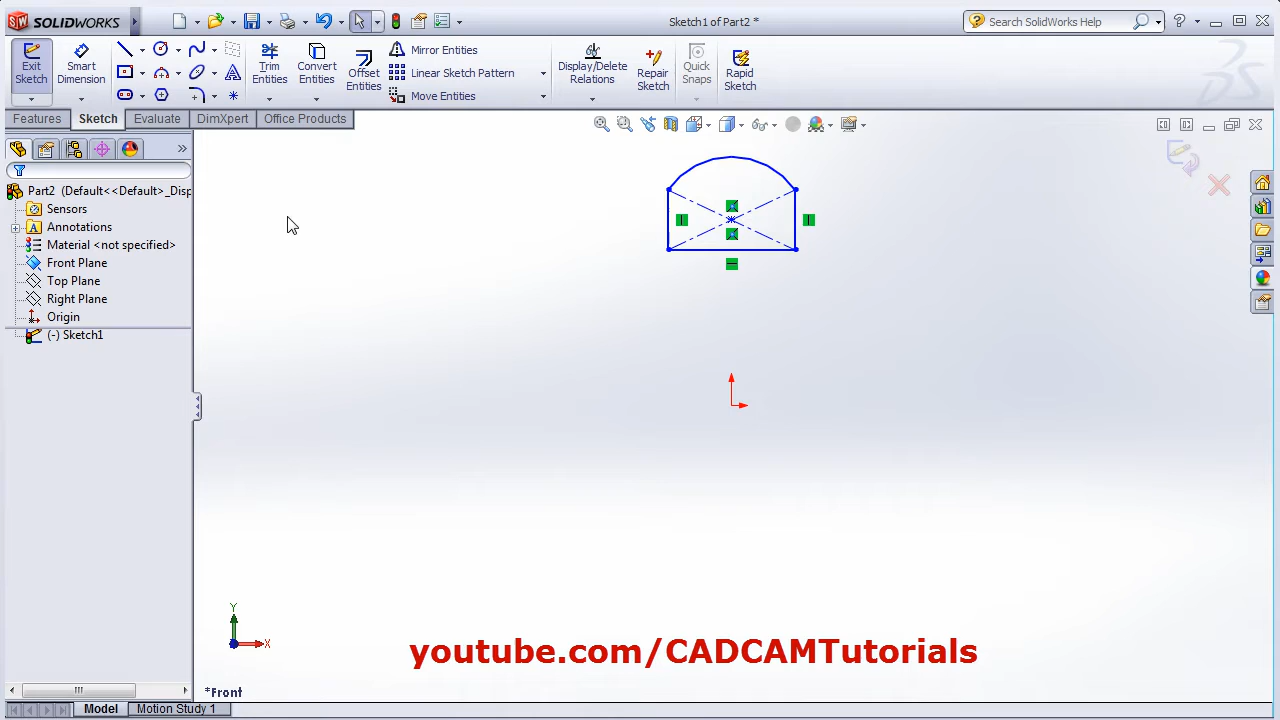 SOLIDWORKS
Sketch1 of Part2 *
Search SolidWorks Help
Exit Sketch
Smart Dimension
Trim Entities
Convert Entities
Offset Entities
Mirror Entities
Linear Sketch Pattern
Move Entities
Display/Delete Relations
Repair Sketch
Quick Snaps
Rapid Sketch
Features
Sketch
Evaluate
DimXpert
Office Products
Part2 (Default<<Default>_Disp
Sensors
Annotations
Material <not specified>
Front Plane
Top Plane
Right Plane
Origin
(-) Sketch1
Y
X
youtube.com/CADCAMTutorials
*Front
Model
Motion Study 1